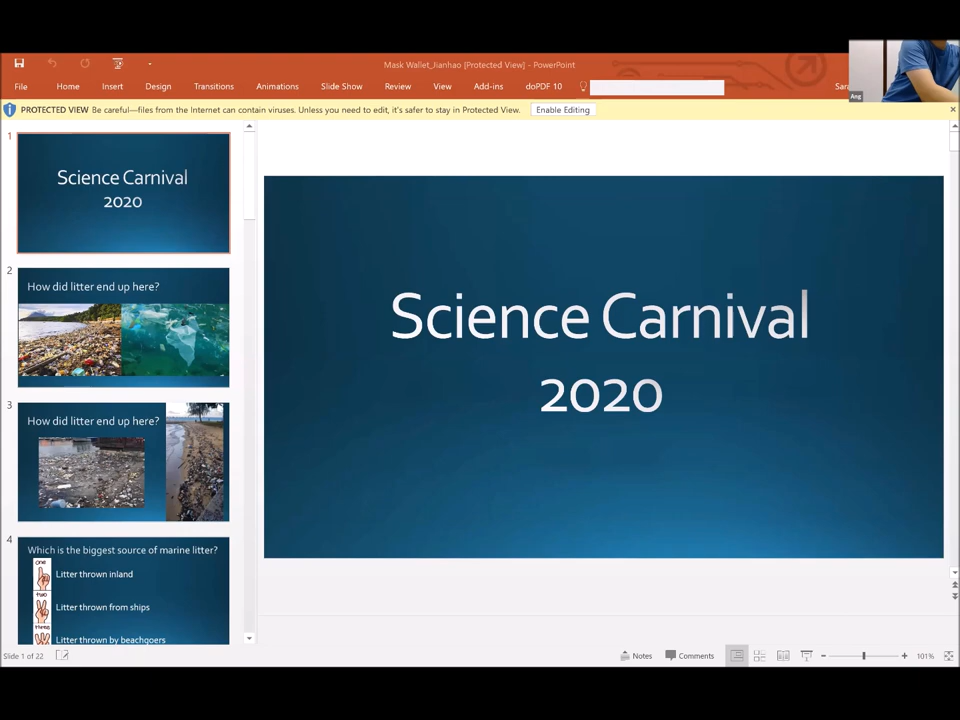 Mask Wallet_Jianhao [Protected View] - PowerPoint
File Home Insert Design Transitions Animations Slide Show Review View Add-ins doPDF 10
Ang
PROTECTED VIEW Be careful—files from the Internet can contain viruses. Unless you need to edit, it's safer to stay in Protected View. Enable Editing
1
Science Carnival
2020
2
How did litter end up here?
3
How did litter end up here?
4
Which is the biggest source of marine litter?
one
Litter thrown inland
two
Litter thrown from ships
three
Litter thrown by beachgoers
Science Carnival
2020
Slide 1 of 22
Notes Comments 101%